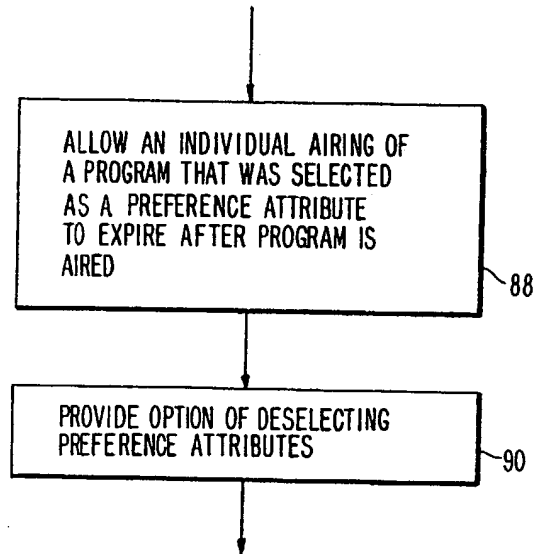 ALLOW AN INDIVIDUAL AIRING OF
A PROGRAM THAT WAS SELECTED
AS A PREFERENCE ATTRIBUTE
TO EXPIRE AFTER PROGRAM IS
AIRED
88
PROVIDE OPTION OF DESELECTING
PREFERENCE ATTRIBUTES
90